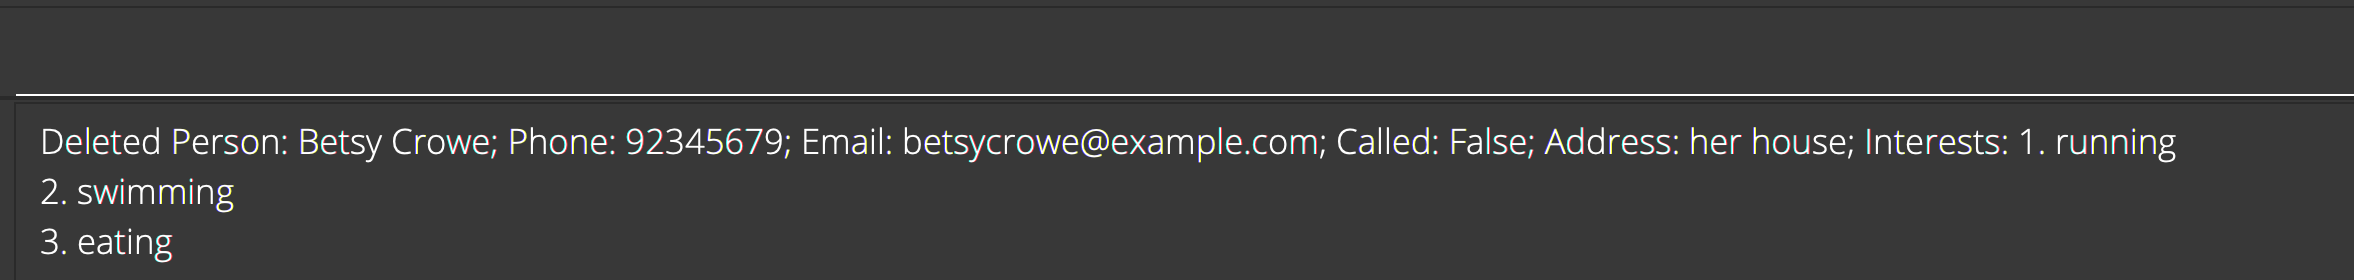 Deleted Person: Betsy Crowe; Phone: 92345679; Email: betsycrowe@example.com; Called: False; Address: her house; Interests: 1. running
2. swimming
3. eating